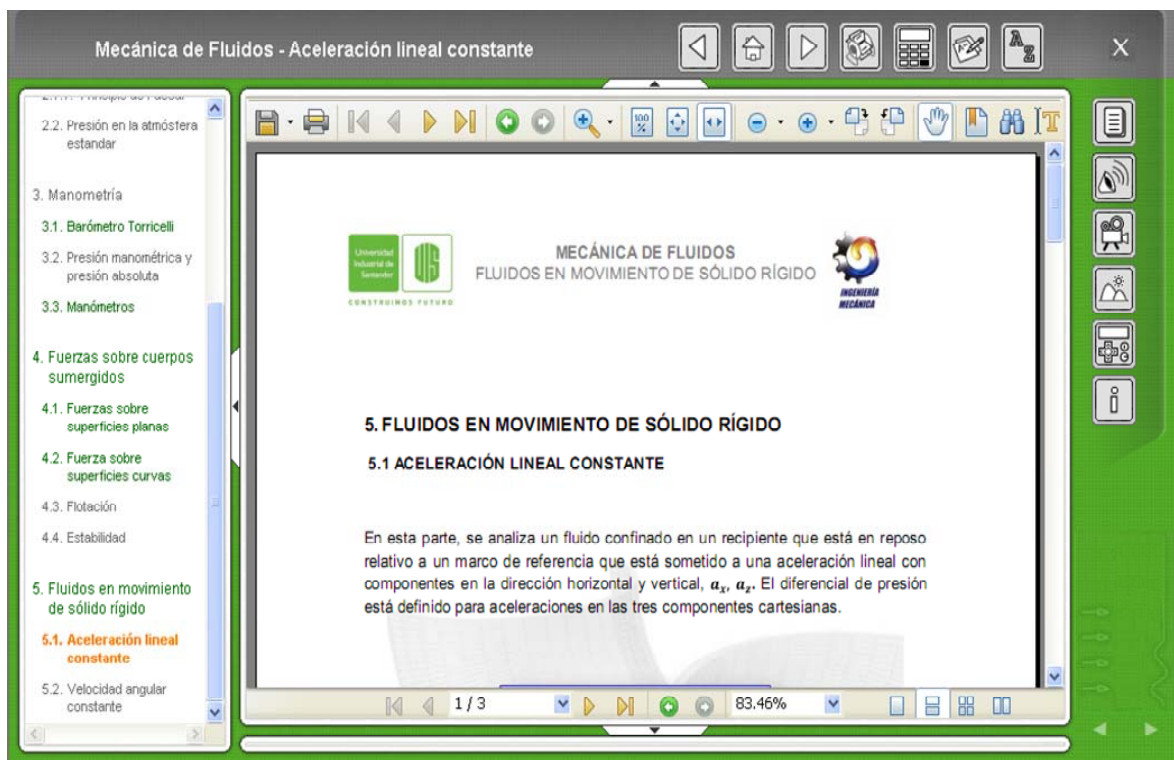 Mecánica de Fluidos - Aceleración lineal constante
A
Z
X
2.2. Presión en la atmóstera
estandar
3. Manometría
3.1. Barómetro Torricelli
3.2. Presión manométrica y
presión absoluta
3.3. Manómetros
4. Fuerzas sobre cuerpos
sumergidos
4.1. Fuerzas sobre
superficies planas
4.2. Fuerza sobre
superficies curvas
4.3. Flotación
4.4. Estabilidad
5. Fluidos en movimiento
de sólido rígido
5.1. Aceleración lineal
constante
5.2. Velocidad angular
constante
100
%
T
Universidad
Industrial de
Santander
UIS
CONSTRUIMOS FUTURO
MECÁNICA DE FLUIDOS
FLUIDOS EN MOVIMIENTO DE SÓLIDO RÍGIDO
INGENIERÍA
MECÁNICA
5. FLUIDOS EN MOVIMIENTO DE SÓLIDO RÍGIDO
5.1 ACELERACIÓN LINEAL CONSTANTE
En esta parte, se analiza un fluido confinado en un recipiente que está en reposo
relativo a un marco de referencia que está sometido a una aceleración lineal con
componentes en la dirección horizontal y vertical, aₓ, a_z. El diferencial de presión
está definido para aceleraciones en las tres componentes cartesianas.
1 / 3
83.46%
i